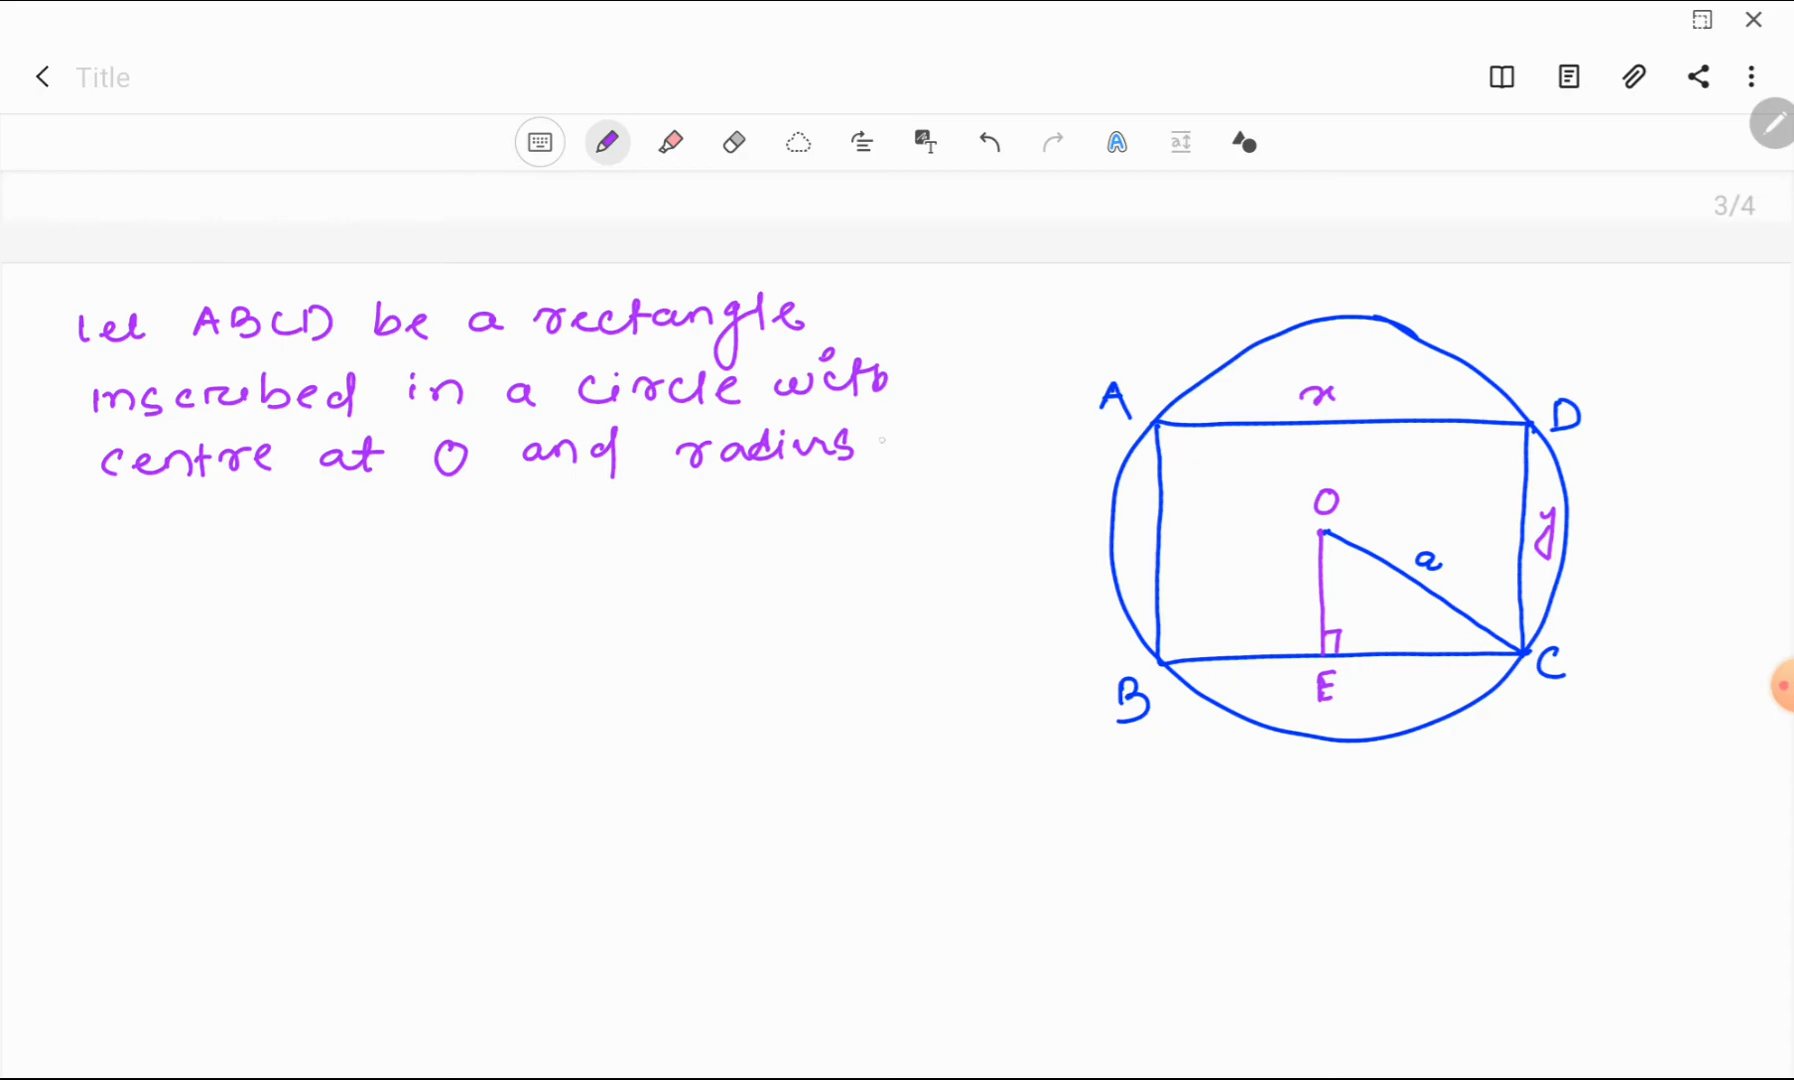 Title
3/4
Let ABCD be a rectangle
inscribed in a circle with
centre at O and radius
A
x
D
O
y
a
B
E
C